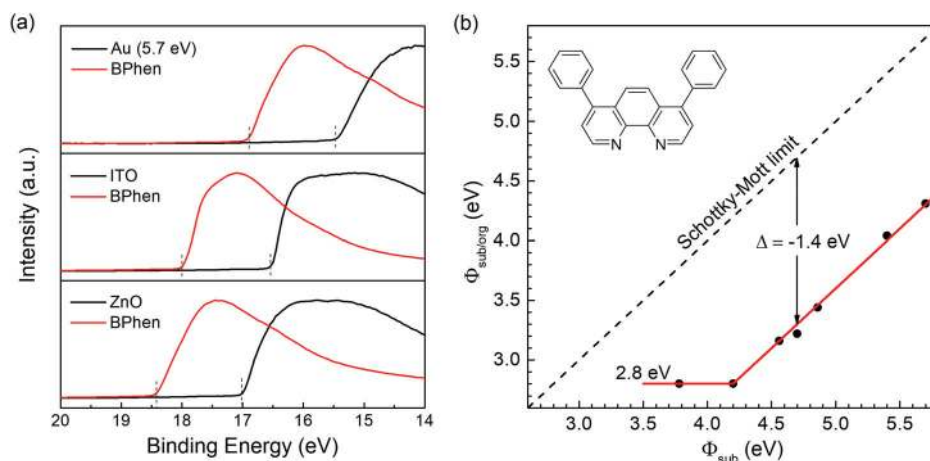 (a)
Au (5.7 eV)
BPhen
ITO
BPhen
ZnO
BPhen
Intensity (a.u.)
20 19 18 17 16 15 14
Binding Energy (eV)
(b)
5.5
5.0
4.5
4.0
3.5
3.0
Φsub/org (eV)
N N
Schottky-Mott limit
Δ = -1.4 eV
2.8 eV
3.0 3.5 4.0 4.5 5.0 5.5
Φsub (eV)